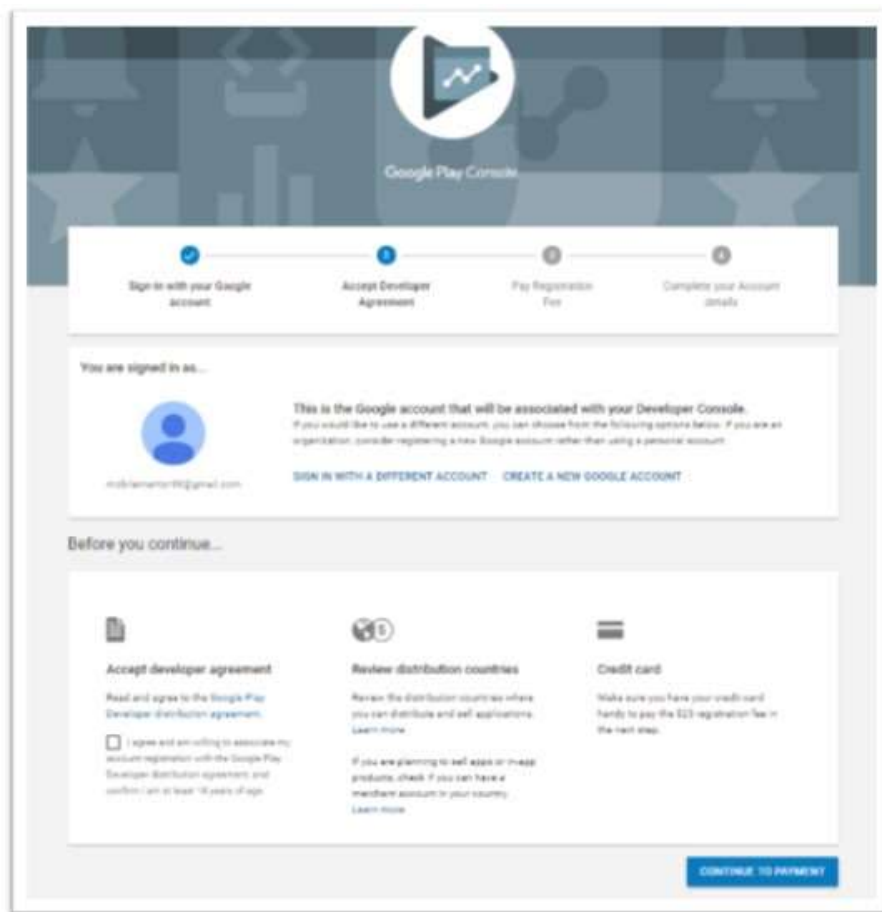 Google Play Console
Sign in with your Google
account
Accept Developer
Agreement
Pay Registration
Fee
Complete your Account
details
You are signed in as...
This is the Google account that will be associated with your Developer Console.
If you would like to use a different account, you can choose from the following options below. If you are an
organization, consider registering a new Google account rather than using a personal account.
@gmail.com
SIGN IN WITH A DIFFERENT ACCOUNT
CREATE A NEW GOOGLE ACCOUNT
Before you continue...
Accept developer agreement
Read and agree to the Google Play
Developer distribution agreement.
I agree and am willing to associate my
account registration with the Google Play
Developer distribution agreement, and
confirm I am at least 18 years of age.
Review distribution countries
Review the distribution countries where
you can distribute and sell applications.
Learn more
If you are planning to sell apps or in-app
products, check if you can have a
merchant account in your country.
Learn more
Credit card
Make sure you have your credit card
handy to pay the $25 registration fee in
the next step.
CONTINUE TO PAYMENT